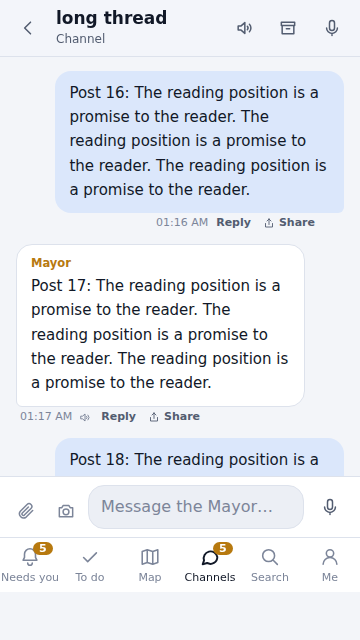 long thread
Channel
Post 16: The reading position is a
promise to the reader. The
reading position is a promise to
the reader. The reading position is
a promise to the reader.
01:16 AM Reply Share
Mayor
Post 17: The reading position is a
promise to the reader. The
reading position is a promise to
the reader. The reading position is
a promise to the reader.
01:17 AM Reply Share
Post 18: The reading position is a
Message the Mayor…
5 5
Needs you To do Map Channels Search Me